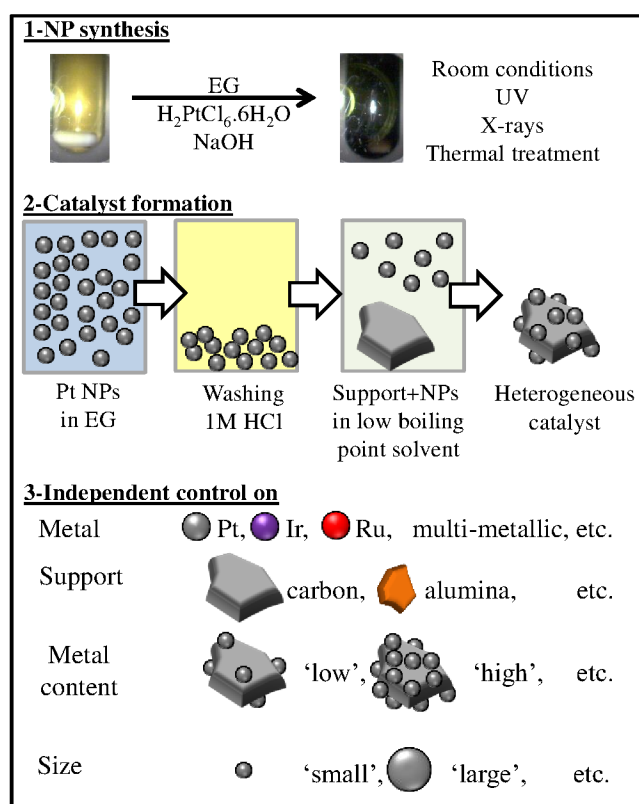 1-NP synthesis
EG
H₂PtCl₆.6H₂O
NaOH
Room conditions
UV
X-rays
Thermal treatment
2-Catalyst formation
Pt NPs
in EG
Washing
1M HCl
Support+NPs
in low boiling
point solvent
Heterogeneous
catalyst
3-Independent control on
Metal Pt, Ir, Ru, multi-metallic, etc.
Support carbon, alumina, etc.
Metal
content ‘low’, ‘high’, etc.
Size ‘small’, ‘large’, etc.